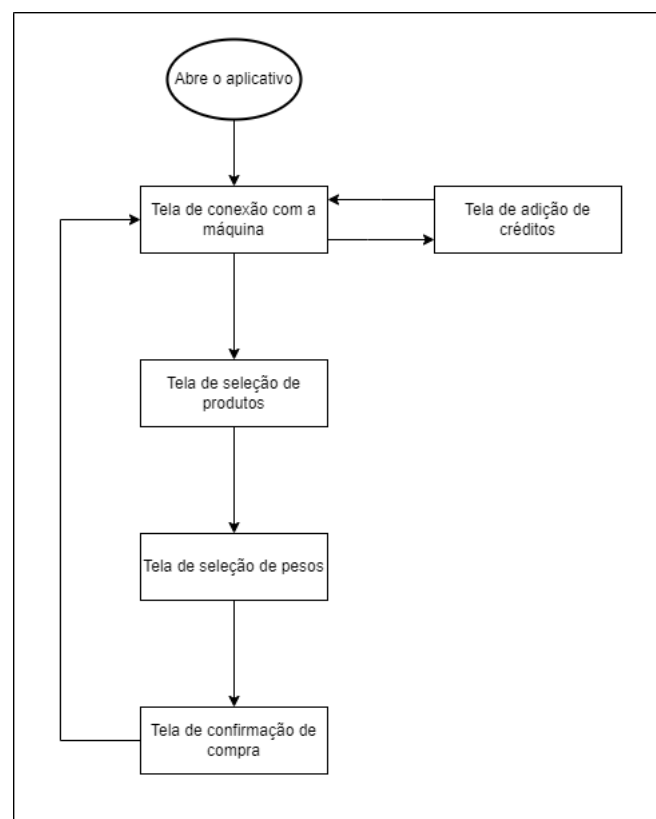 Abre o aplicativo
Tela de conexão com a
máquina
Tela de adição de
créditos
Tela de seleção de
produtos
Tela de seleção de pesos
Tela de confirmação de
compra